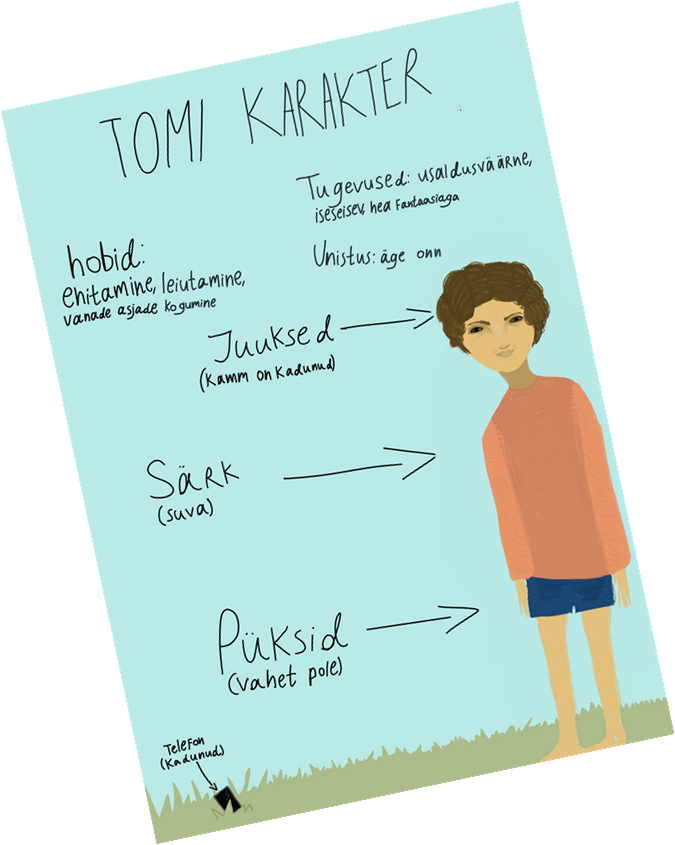 TOMI KARAKTER
Tugevused: usaldusväärne,
iseseisev, hea Fantaasiaga
Unistus: äge onn
hobid:
ehitamine, leiutamine,
vanade asjade kogumine
Juuksed
(Kamm on Kadunud)
Särk
(suva)
Püksid
(vahet pole)
Telefon
(Kadunud)